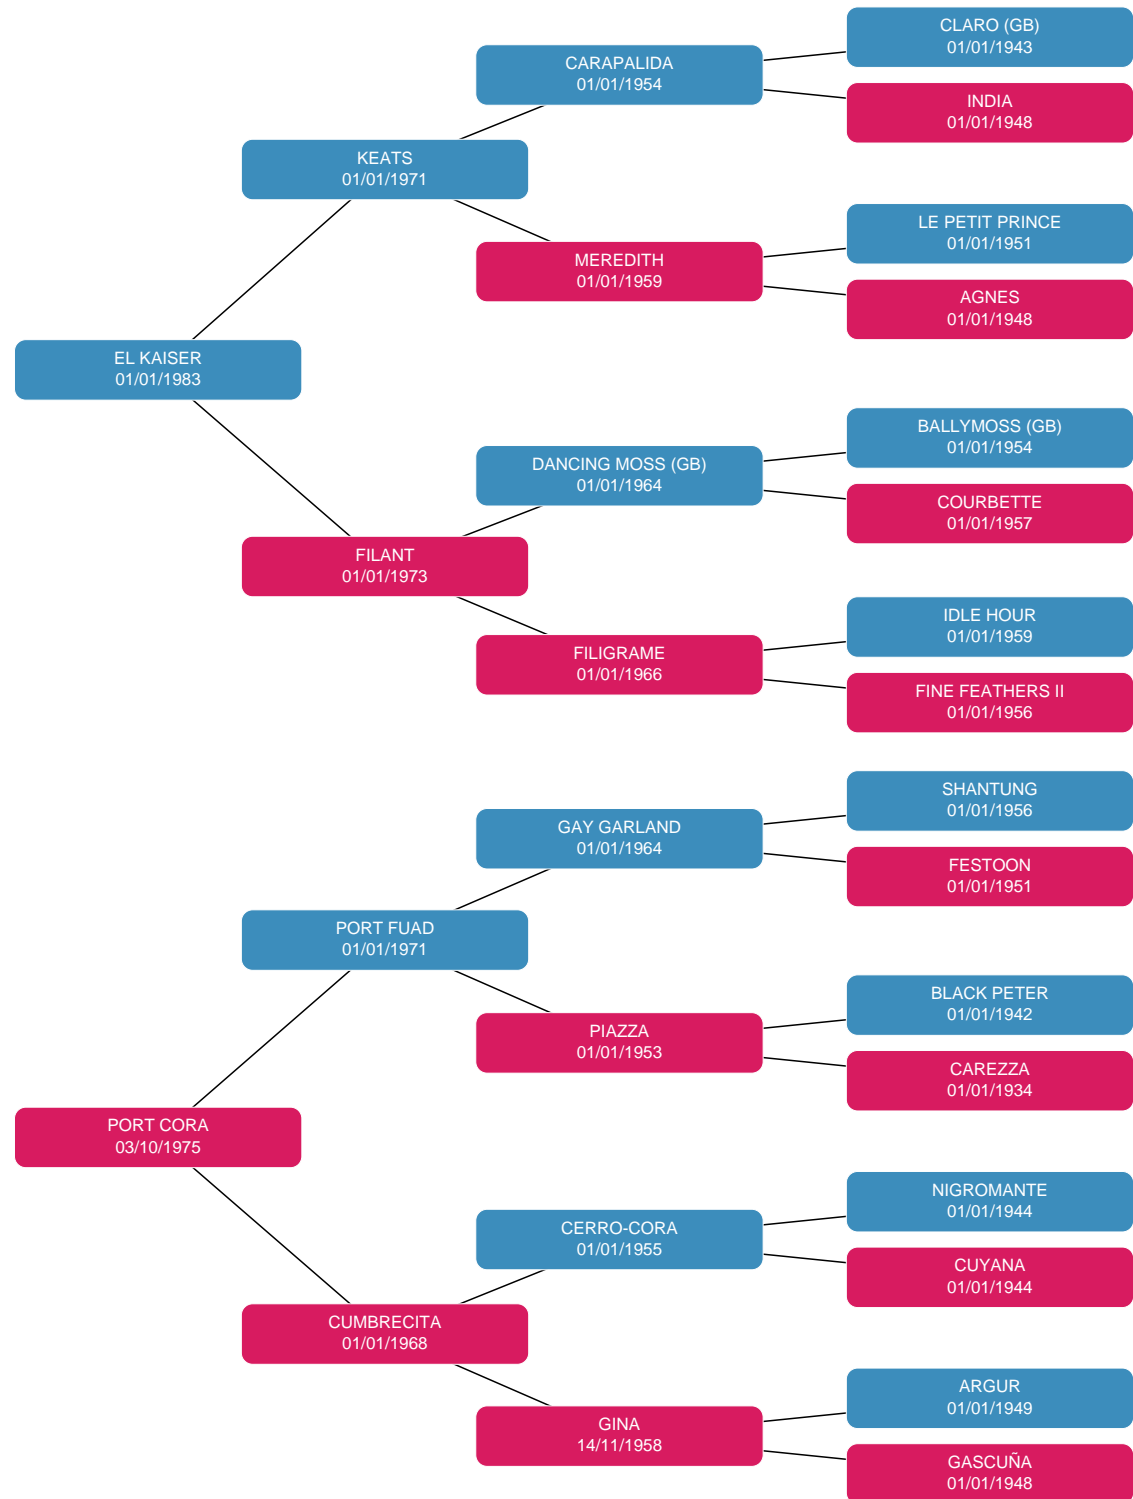 CLARO (GB)
01/01/1943
CARAPALIDA
01/01/1954
INDIA
01/01/1948
KEATS
01/01/1971
LE PETIT PRINCE
01/01/1951
MEREDITH
01/01/1959
AGNES
01/01/1948
EL KAISER
01/01/1983
BALLYMOSS (GB)
01/01/1954
DANCING MOSS (GB)
01/01/1964
COURBETTE
01/01/1957
FILANT
01/01/1973
IDLE HOUR
01/01/1959
FILIGRAME
01/01/1966
FINE FEATHERS II
01/01/1956
SHANTUNG
01/01/1956
GAY GARLAND
01/01/1964
FESTOON
01/01/1951
PORT FUAD
01/01/1971
BLACK PETER
01/01/1942
PIAZZA
01/01/1953
CAREZZA
01/01/1934
PORT CORA
03/10/1975
NIGROMANTE
01/01/1944
CERRO-CORA
01/01/1955
CUYANA
01/01/1944
CUMBRECITA
01/01/1968
ARGUR
01/01/1949
GINA
14/11/1958
GASCUÑA
01/01/1948